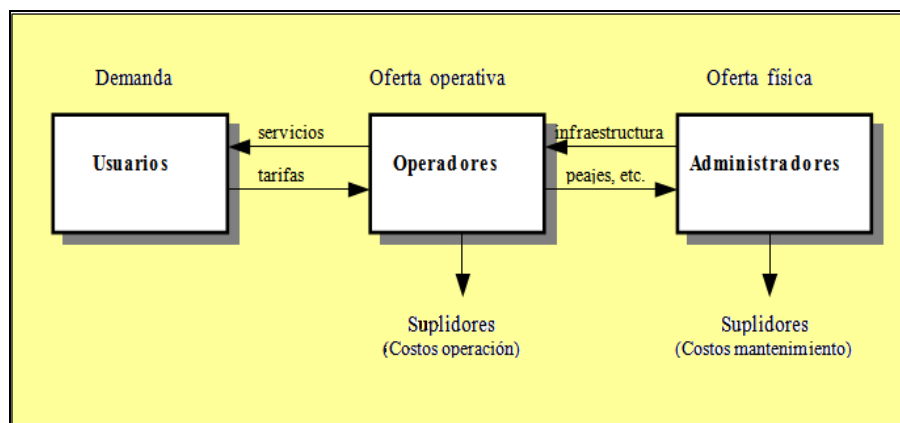 Demanda
Oferta operativa
Oferta física
servicios
infraestructura
Usuarios
Operadores
Administradores
tarifas
peajes, etc.
Suplidores
(Costos operación)
Suplidores
(Costos mantenimiento)